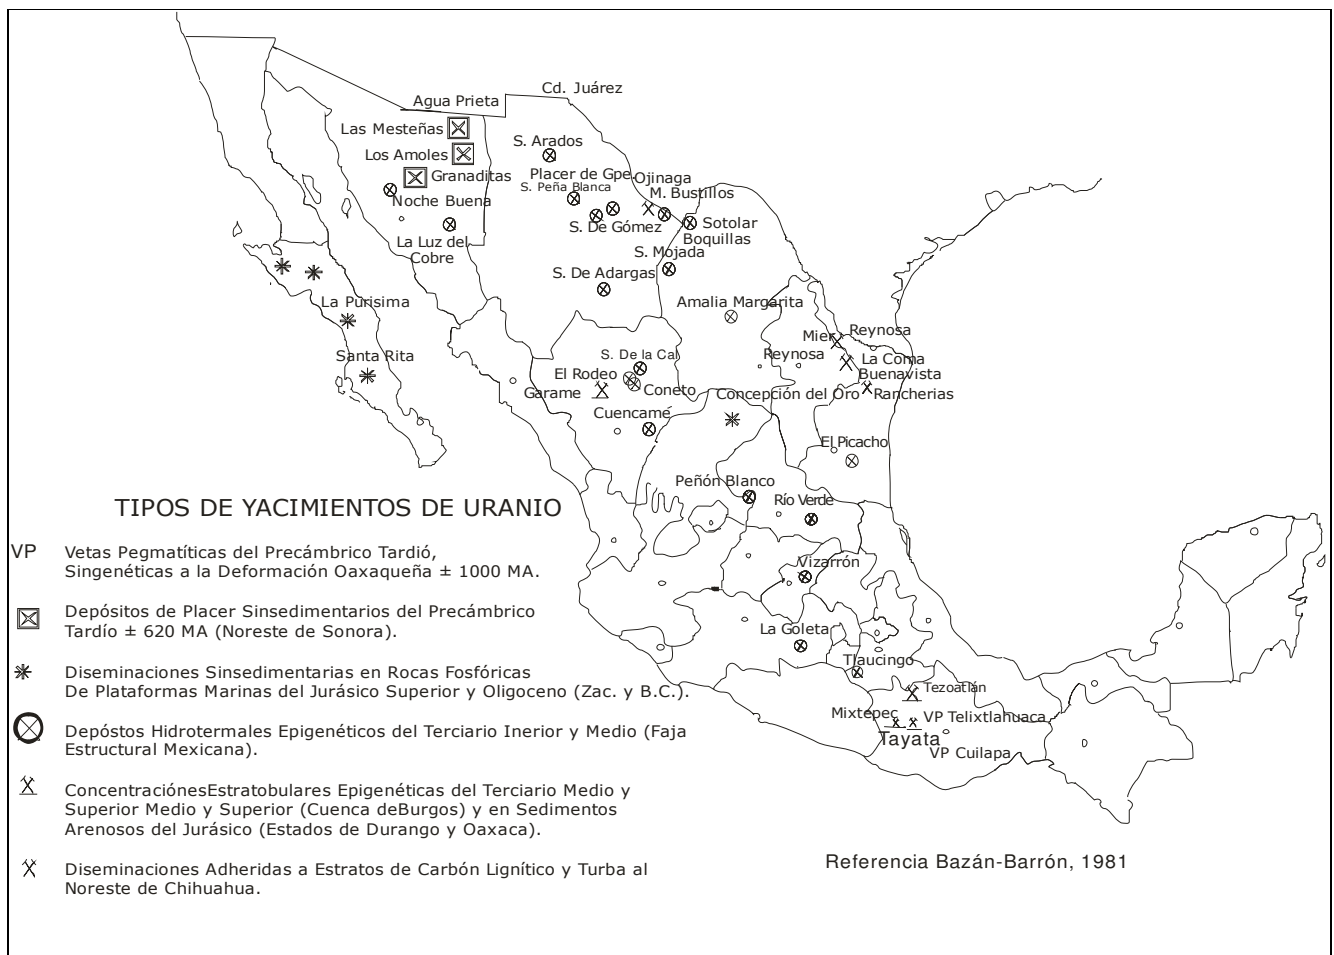 Cd. Juárez
Agua Prieta
Las Mesteñas
S. Arados
Los Amoles
Granaditas
Placer de Gpe.
Ojinaga
S. Peña Blanca
M. Bustillos
Noche Buena
S. De Gómez
Sotolar
Boquillas
La Luz del
Cobre
S. Mojada
S. De Adargas
La Purisima
Amalia Margarita
Mier
Reynosa
Santa Rita
S. De la Cal
Reynosa
La Coma
Buenavista
El Rodeo
Garame
Coneto
Concepción del Oro
Rancherias
Cuencamé
El Picacho
Peñón Blanco
Río Verde
Vizarrón
La Goleta
Tlaucingo
Tezoatlán
Mixtepec
VP Telixtlahuaca
Tayata
VP Cuilapa
TIPOS DE YACIMIENTOS DE URANIO
VP Vetas Pegmatíticas del Precámbrico Tardió,
Singenéticas a la Deformación Oaxaqueña ± 1000 MA.
Depósitos de Placer Sinsedimentarios del Precámbrico
Tardío ± 620 MA (Noreste de Sonora).
Diseminaciones Sinsedimentarias en Rocas Fosfóricas
De Plataformas Marinas del Jurásico Superior y Oligoceno (Zac. y B.C.).
Depóstos Hidrotermales Epigenéticos del Terciario Inerior y Medio (Faja
Estructural Mexicana).
ConcentraciónesEstratobulares Epigenéticas del Terciario Medio y
Superior Medio y Superior (Cuenca deBurgos) y en Sedimentos
Arenosos del Jurásico (Estados de Durango y Oaxaca).
Diseminaciones Adheridas a Estratos de Carbón Lignítico y Turba al
Noreste de Chihuahua.
Referencia Bazán-Barrón, 1981